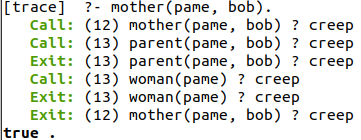 [trace]  ?- mother(pame, bob).
   Call: (12) mother(pame, bob) ? creep
   Call: (13) parent(pame, bob) ? creep
   Exit: (13) parent(pame, bob) ? creep
   Call: (13) woman(pame) ? creep
   Exit: (13) woman(pame) ? creep
   Exit: (12) mother(pame, bob) ? creep
true .